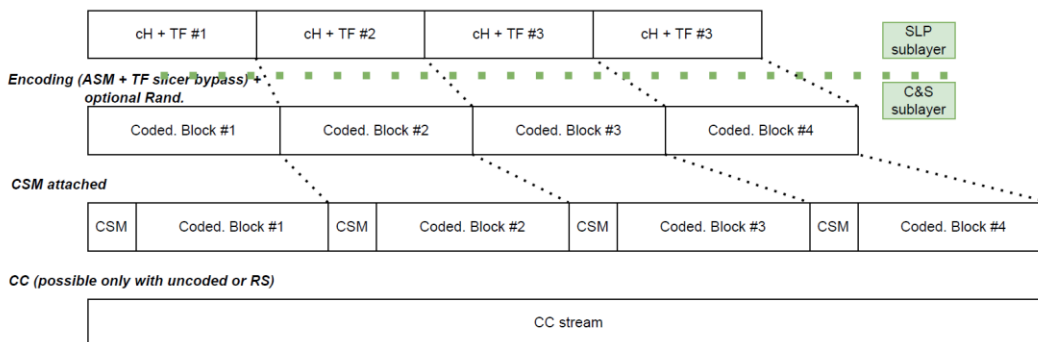 cH + TF #1 cH + TF #2 cH + TF #3 cH + TF #3
SLP
sublayer
Encoding (ASM + TF slicer bypass) +
optional Rand.
C&S
sublayer
Coded. Block #1 Coded. Block #2 Coded. Block #3 Coded. Block #4
CSM attached
CSM Coded. Block #1 CSM Coded. Block #2 CSM Coded. Block #3 CSM Coded. Block #4
CC (possible only with uncoded or RS)
CC stream